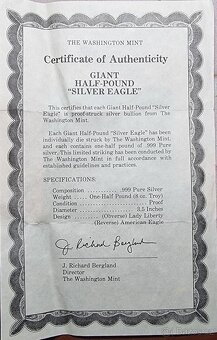 THE WASHINGTON MINT
Certificate of Authenticity
GIANT
HALF-POUND
"SILVER EAGLE"
This certifies that each Giant Half-Pound "Silver
Eagle" is proof-struck silver bullion from The
Washington Mint.
Each Giant Half-Pound "Silver Eagle" has been
individually die struck by The Washington Mint,
and each contains one-half pound of .999 Pure
silver. This limited striking has been conducted by
The Washington Mint in full accordance with
established guidelines and practices.
SPECIFICATIONS:
Composition .999 Pure Silver
Weight One Half Pound (8 oz. Troy)
Condition Proof
Diameter 3.5 Inches
Design (Obverse) Lady Liberty
(Reverse) American Eagle
J. Richard Bergland
J. Richard Bergland
Director
The Washington Mint